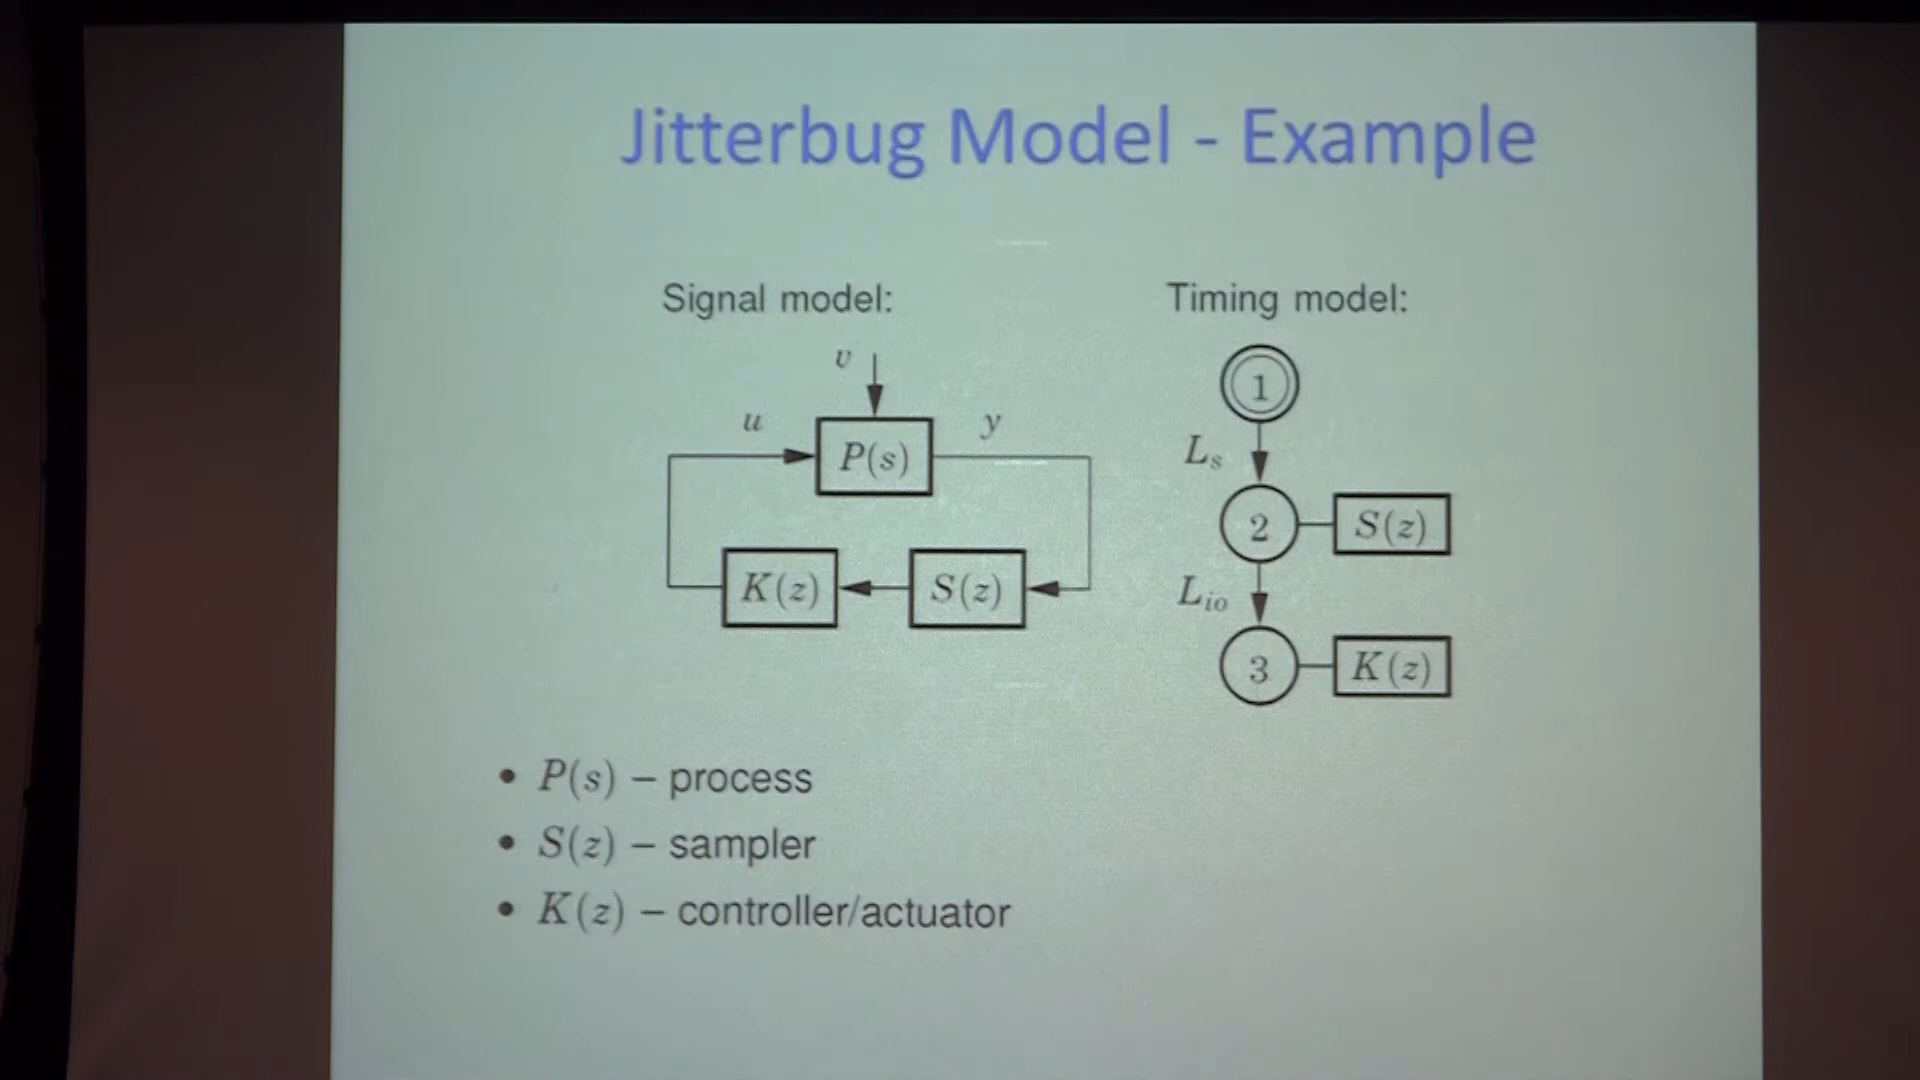 Jitterbug Model - Example
Signal model:
v
u
y
P(s)
K(z)
S(z)
Timing model:
1
L_s
2
S(z)
L_io
3
K(z)
• P(s) – process
• S(z) – sampler
• K(z) – controller/actuator